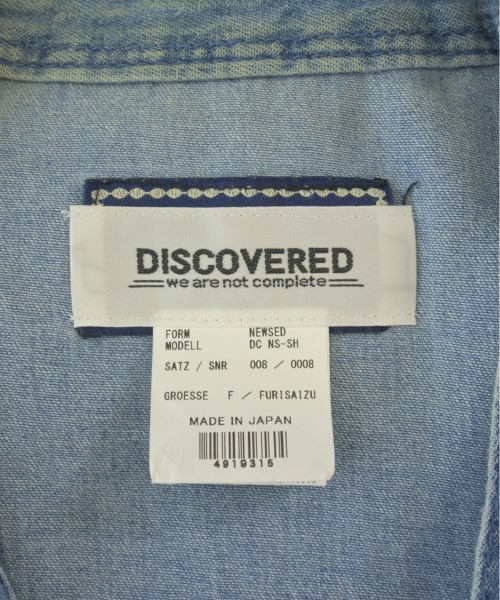 DISCOVERED
we are not complete
FORM NEWSED
MODELL DC NS-SH
SATZ / SNR 008 / 0008
GROESSE F / FURISAIZU
MADE IN JAPAN
4919315